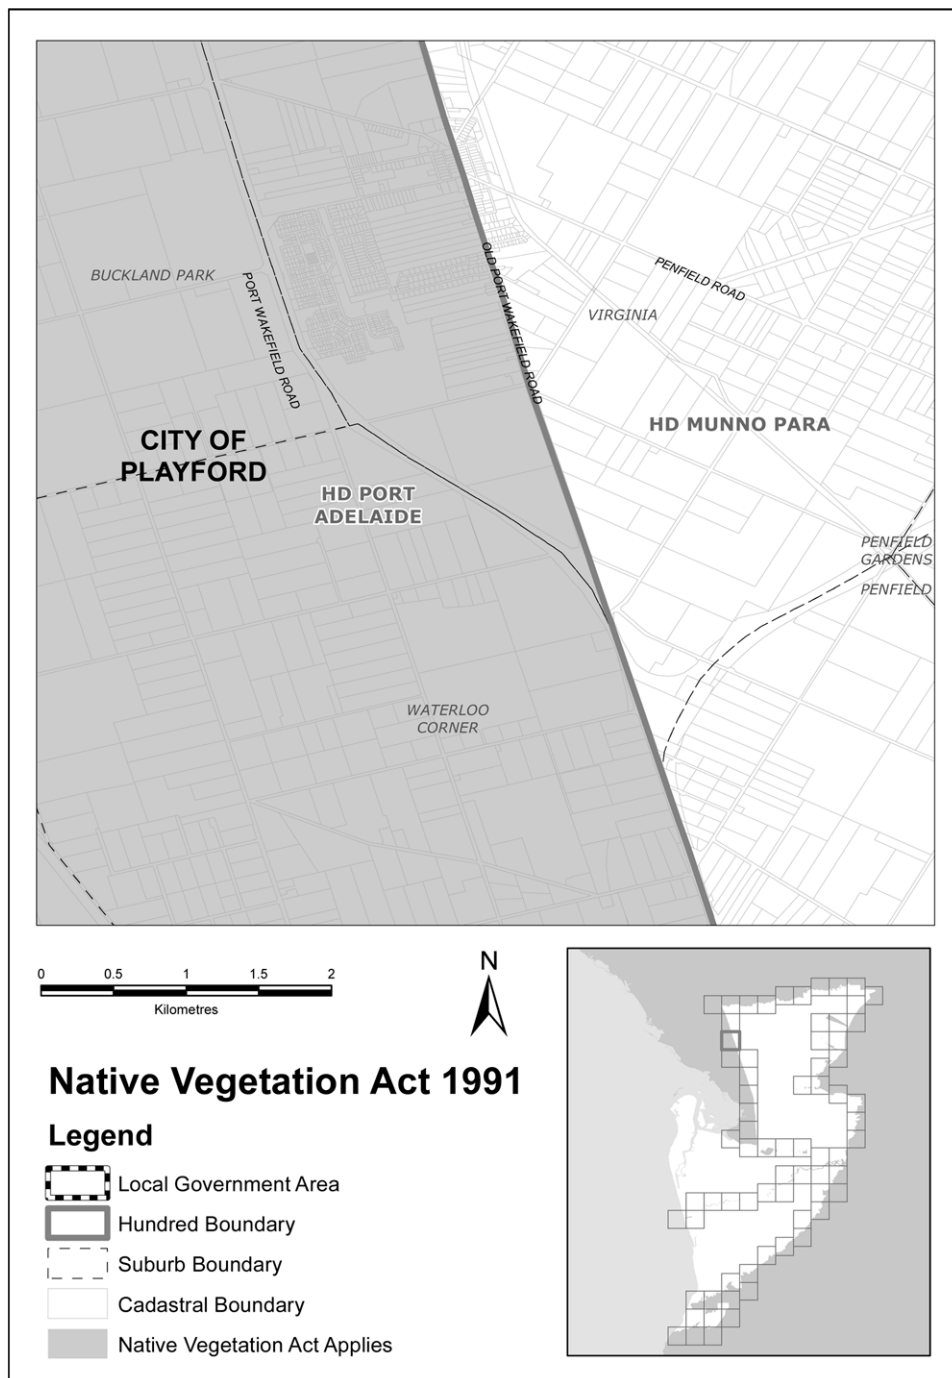 BUCKLAND PARK
PORT WAKEFIELD ROAD
OLD PORT WAKEFIELD ROAD
PENFIELD ROAD
VIRGINIA
CITY OF
PLAYFORD
HD MUNNO PARA
HD PORT
ADELAIDE
PENFIELD
GARDENS
PENFIELD
WATERLOO
CORNER
0 0.5 1 1.5 2
Kilometres
N
Native Vegetation Act 1991
Legend
Local Government Area
Hundred Boundary
Suburb Boundary
Cadastral Boundary
Native Vegetation Act Applies